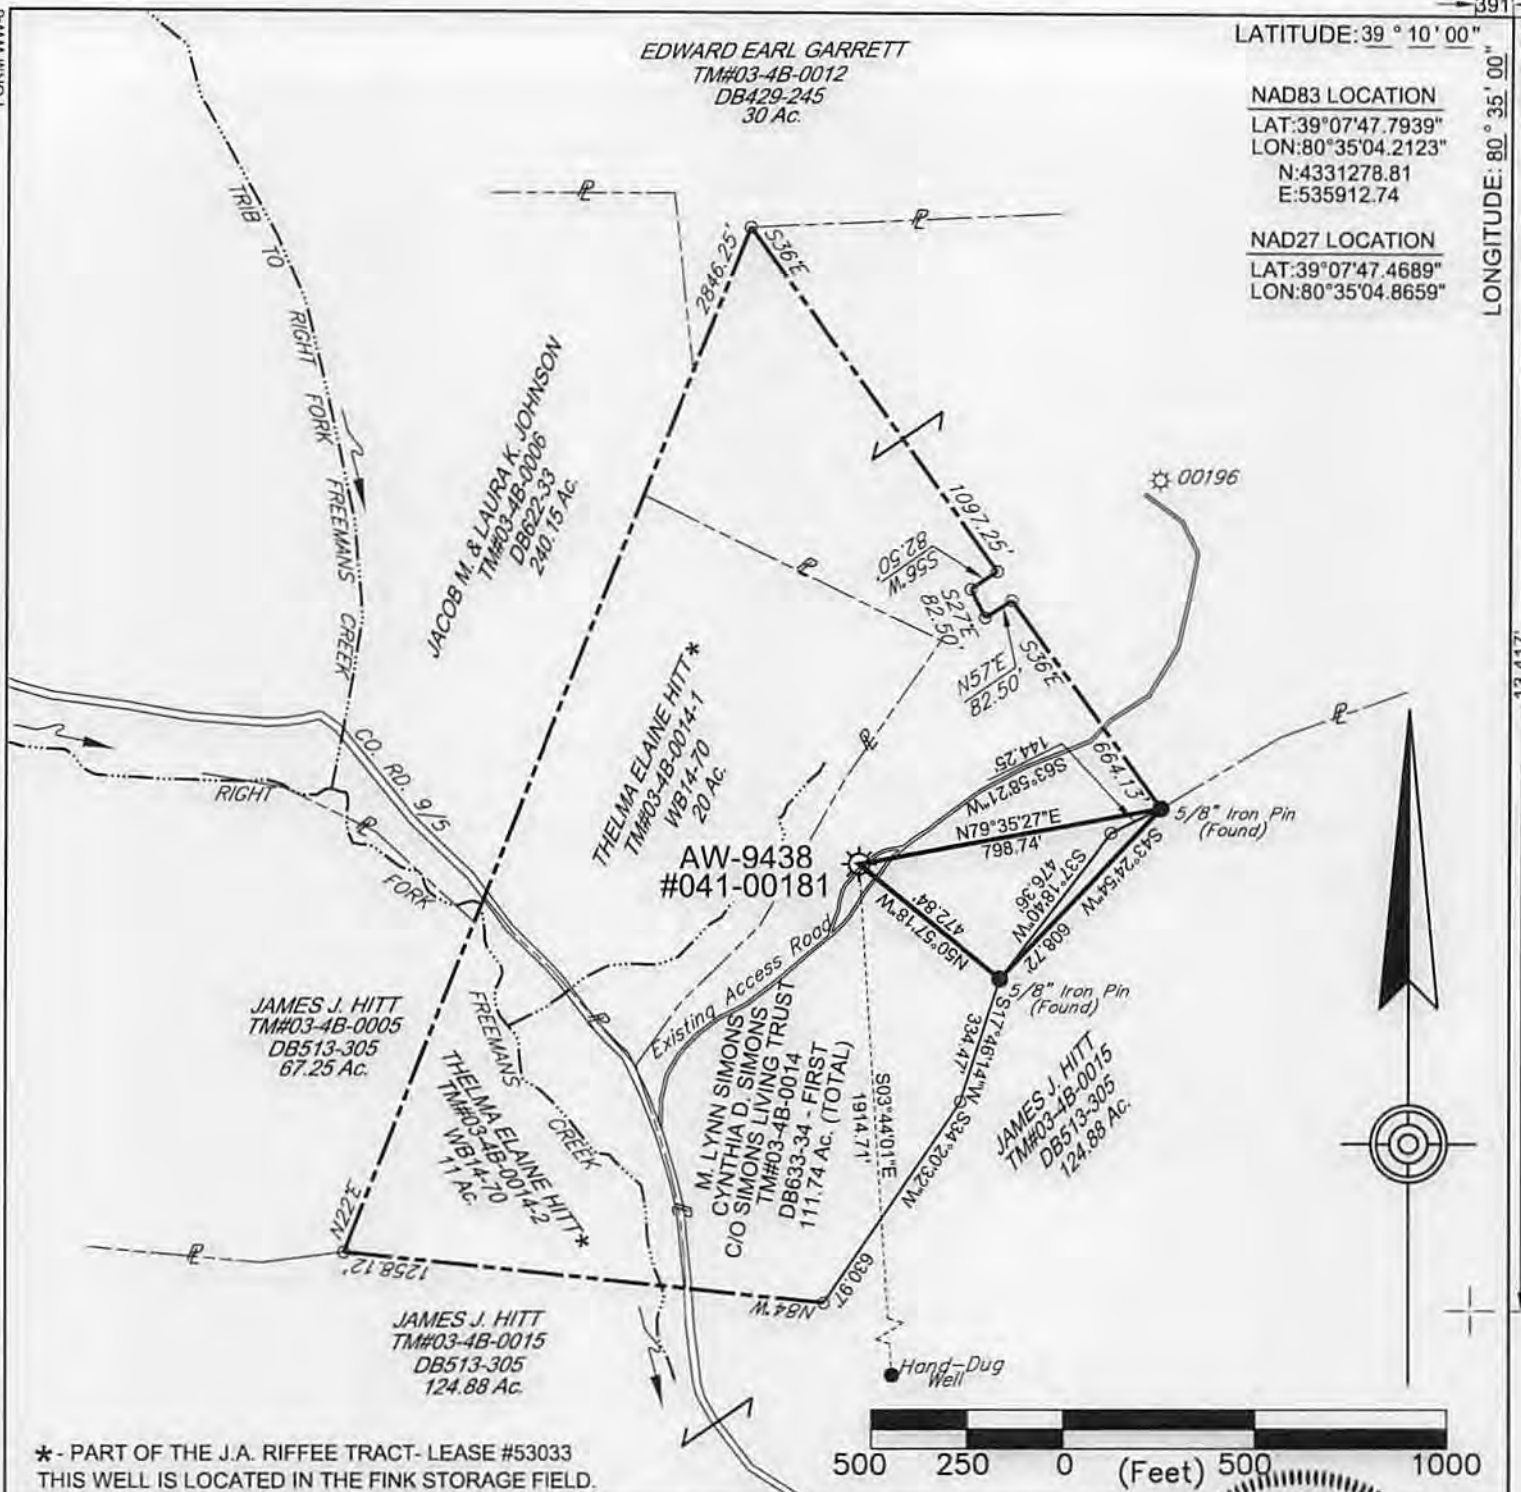 391
LATITUDE: 39 ° 10 ' 00 "
LONGITUDE: 80 ° 35 ' 00 "
NAD83 LOCATION
LAT:39°07'47.7939"
LON:80°35'04.2123"
N:4331278.81
E:535912.74
NAD27 LOCATION
LAT:39°07'47.4689"
LON:80°35'04.8659"
EDWARD EARL GARRETT
TM#03-4B-0012
DB429-245
30 Ac.
TRIB TO RIGHT FORK FREEMANS CREEK
2846.25'
S36°E
1097.25'
00196
JACOB M. & LAURA K. JOHNSON
TM#03-4B-0006
DB622-33
240.15 Ac.
S56°W
82.50'
S27°E
82.50'
N57°E
82.50'
S36°E
664.13'
13,417'
THELMA ELAINE HITT*
TM#03-4B-0014-1
WB14-70
20 Ac.
CO. RD. 9/5
RIGHT FORK
144.25'
S63°58'21"W
N79°35'27"E
798.74'
5/8" Iron Pin
(Found)
AW-9438
#041-00181
S37°18'40"W
476.36'
S43°24'54"W
608.72'
N50°57'18"W
472.84'
5/8" Iron Pin
(Found)
Existing Access Road
FREEMANS CREEK
JAMES J. HITT
TM#03-4B-0005
DB513-305
67.25 Ac.
THELMA ELAINE HITT*
TM#03-4B-0014-2
WB14-70
11 Ac.
M. LYNN SIMONS
CYNTHIA D. SIMONS
C/O SIMONS LIVING TRUST
TM#03-4B-0014
DB633-34 - FIRST
111.74 Ac. (TOTAL)
S03°44'01"E
1914.71'
S17°46'14"W
334.47'
S34°20'32"W
630.97'
JAMES J. HITT
TM#03-4B-0015
DB513-305
124.88 Ac.
N22°E
1258.12'
N84°W
JAMES J. HITT
TM#03-4B-0015
DB513-305
124.88 Ac.
Hand-Dug
Well
*- PART OF THE J.A. RIFFEE TRACT- LEASE #53033
THIS WELL IS LOCATED IN THE FINK STORAGE FIELD.
500 250 0 (Feet) 500 1000